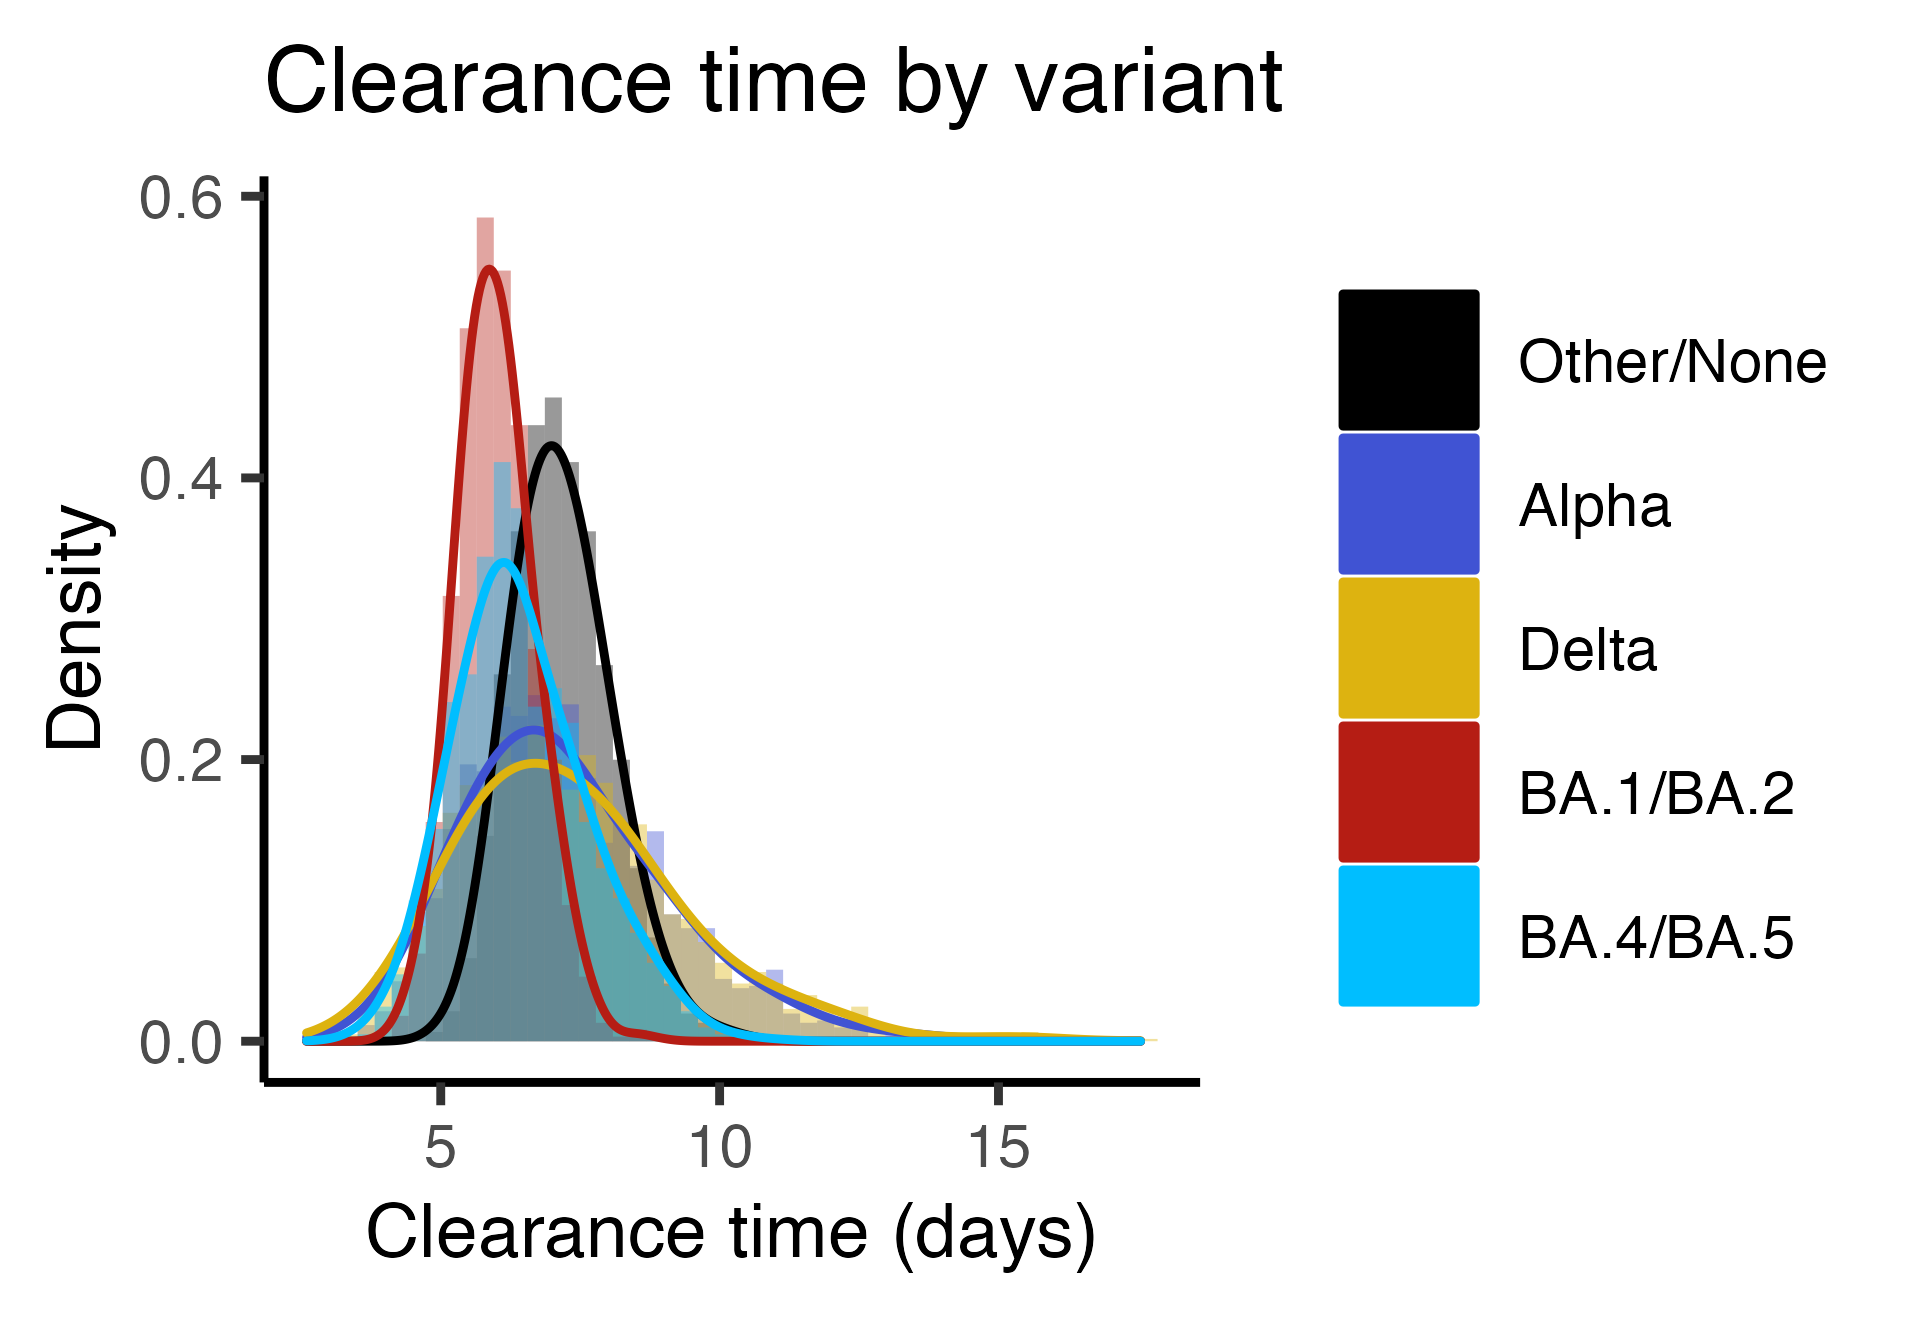 Clearance time by variant
0.6
0.4
0.2
0.0
Density
5 10 15
Clearance time (days)
Other/None
Alpha
Delta
BA.1/BA.2
BA.4/BA.5